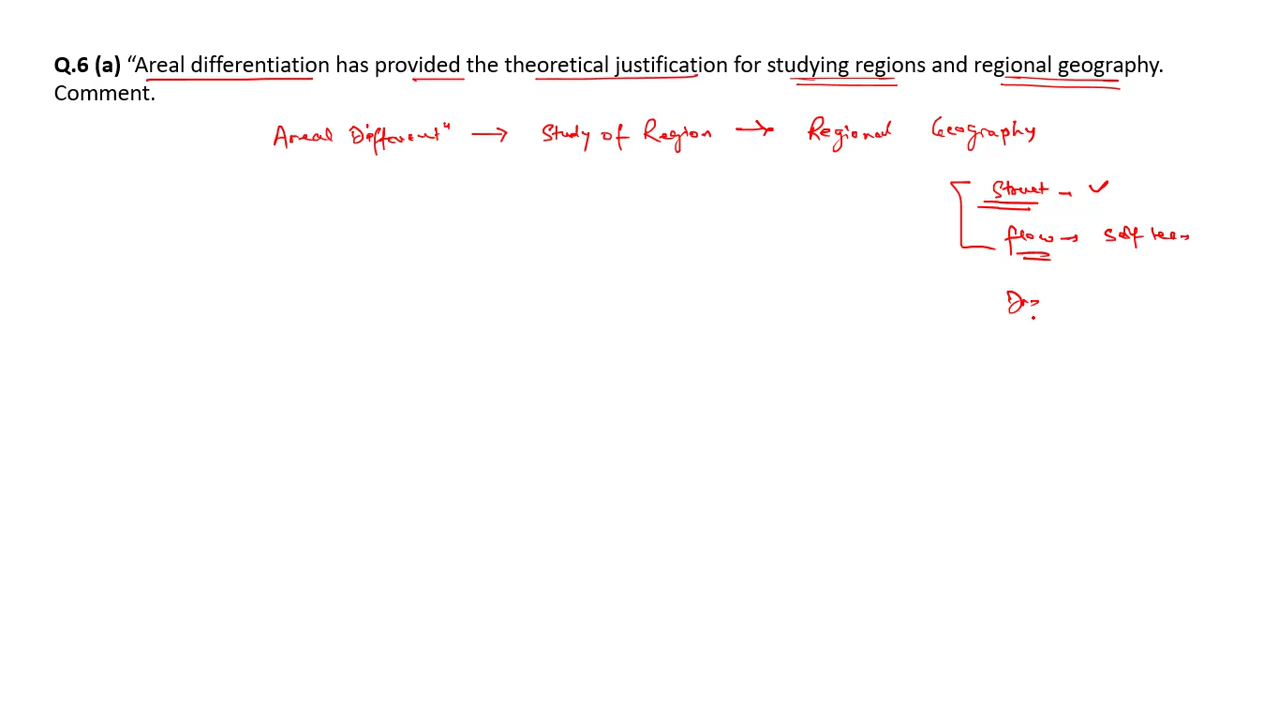 Q.6 (a) “Areal differentiation has provided the theoretical justification for studying regions and regional geography.
Comment.
Areal Different" → Study of Region → Regional Geography
Struct - ✓
flow →